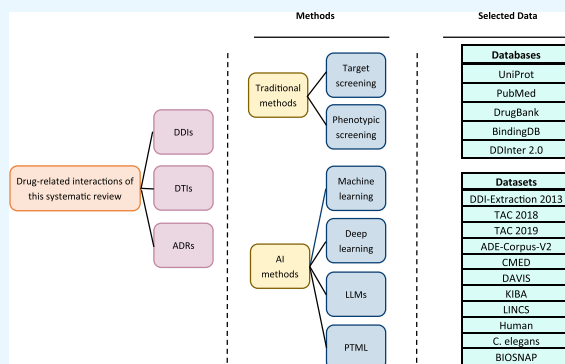 Methods
Selected Data
Drug-related interactions of
this systematic review
DDIs
DTIs
ADRs
Traditional
methods
Target
screening
Phenotypic
screening
AI
methods
Machine
learning
Deep
learning
LLMs
PTML
Databases
UniProt
PubMed
DrugBank
BindingDB
DDInter 2.0
Datasets
DDI-Extraction 2013
TAC 2018
TAC 2019
ADE-Corpus-V2
CMED
DAVIS
KIBA
LINCS
Human
C. elegans
BIOSNAP